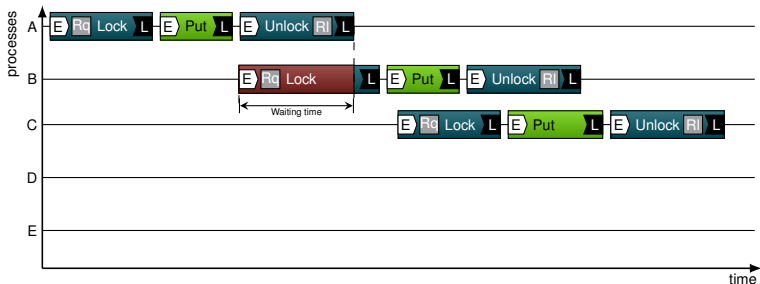 processes
A E Rq Lock L E Put L E Unlock Rl L
B E Rq Lock L E Put L E Unlock Rl L
Waiting time
C E Rq Lock L E Put L E Unlock Rl L
D
E
time